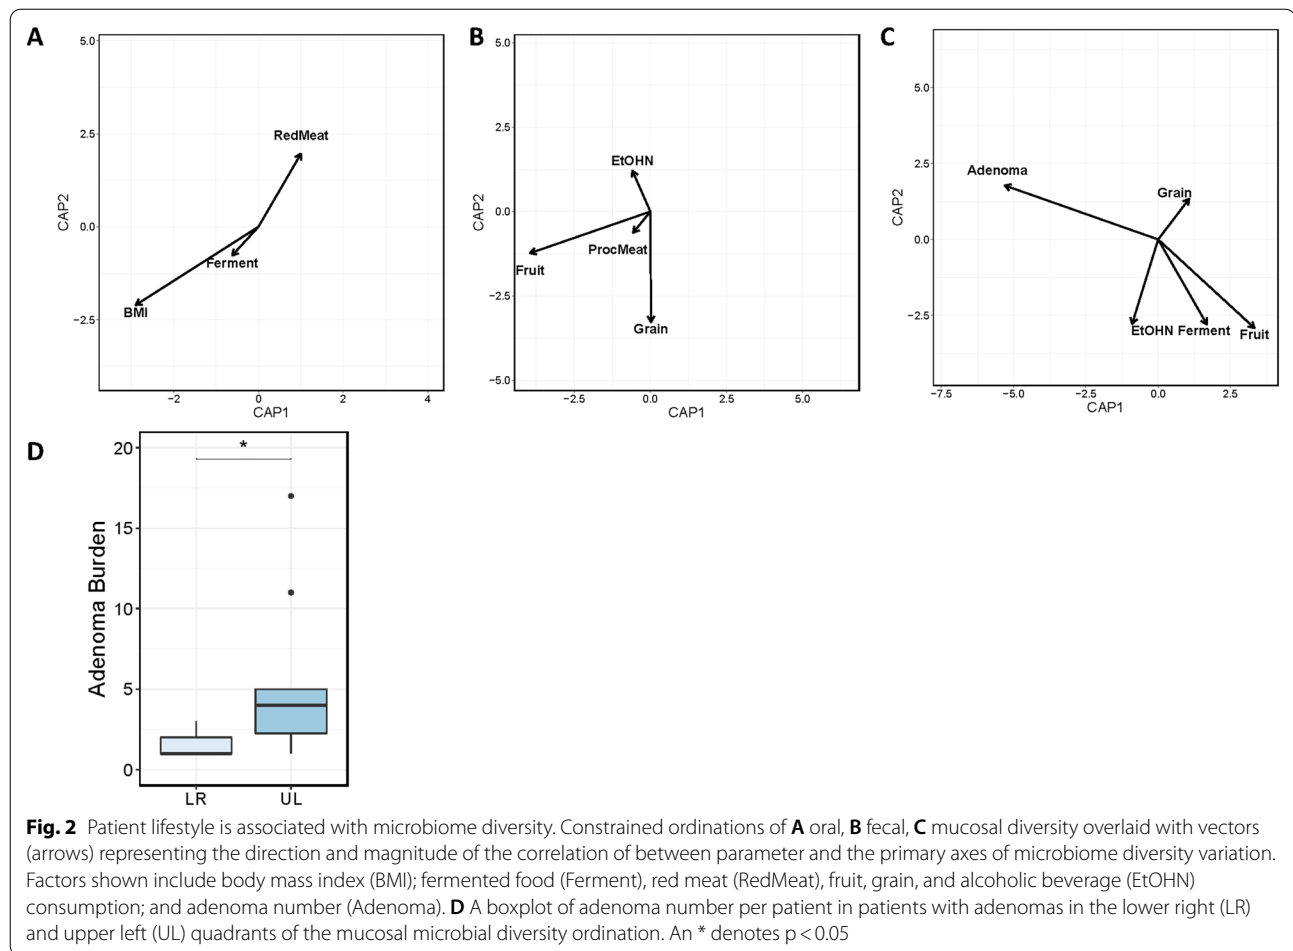 A
5.0
2.5
0.0
−2.5
CAP2
RedMeat
Ferment
BMI
−2
0
2
4
CAP1
B
5.0
2.5
0.0
−2.5
−5.0
EtOHN
ProcMeat
Fruit
Grain
−2.5
0.0
2.5
5.0
C
5.0
2.5
0.0
−2.5
CAP2
Adenoma
Grain
EtOHN
Ferment
Fruit
−7.5
−5.0
−2.5
0.0
2.5
CAP1
D
20
15
10
5
0
Adenoma Burden
*
LR
UL
Fig. 2 Patient lifestyle is associated with microbiome diversity. Constrained ordinations of A oral, B fecal, C mucosal diversity overlaid with vectors
(arrows) representing the direction and magnitude of the correlation of between parameter and the primary axes of microbiome diversity variation.
Factors shown include body mass index (BMI); fermented food (Ferment), red meat (RedMeat), fruit, grain, and alcoholic beverage (EtOHN)
consumption; and adenoma number (Adenoma). D A boxplot of adenoma number per patient in patients with adenomas in the lower right (LR)
and upper left (UL) quadrants of the mucosal microbial diversity ordination. An * denotes p < 0.05